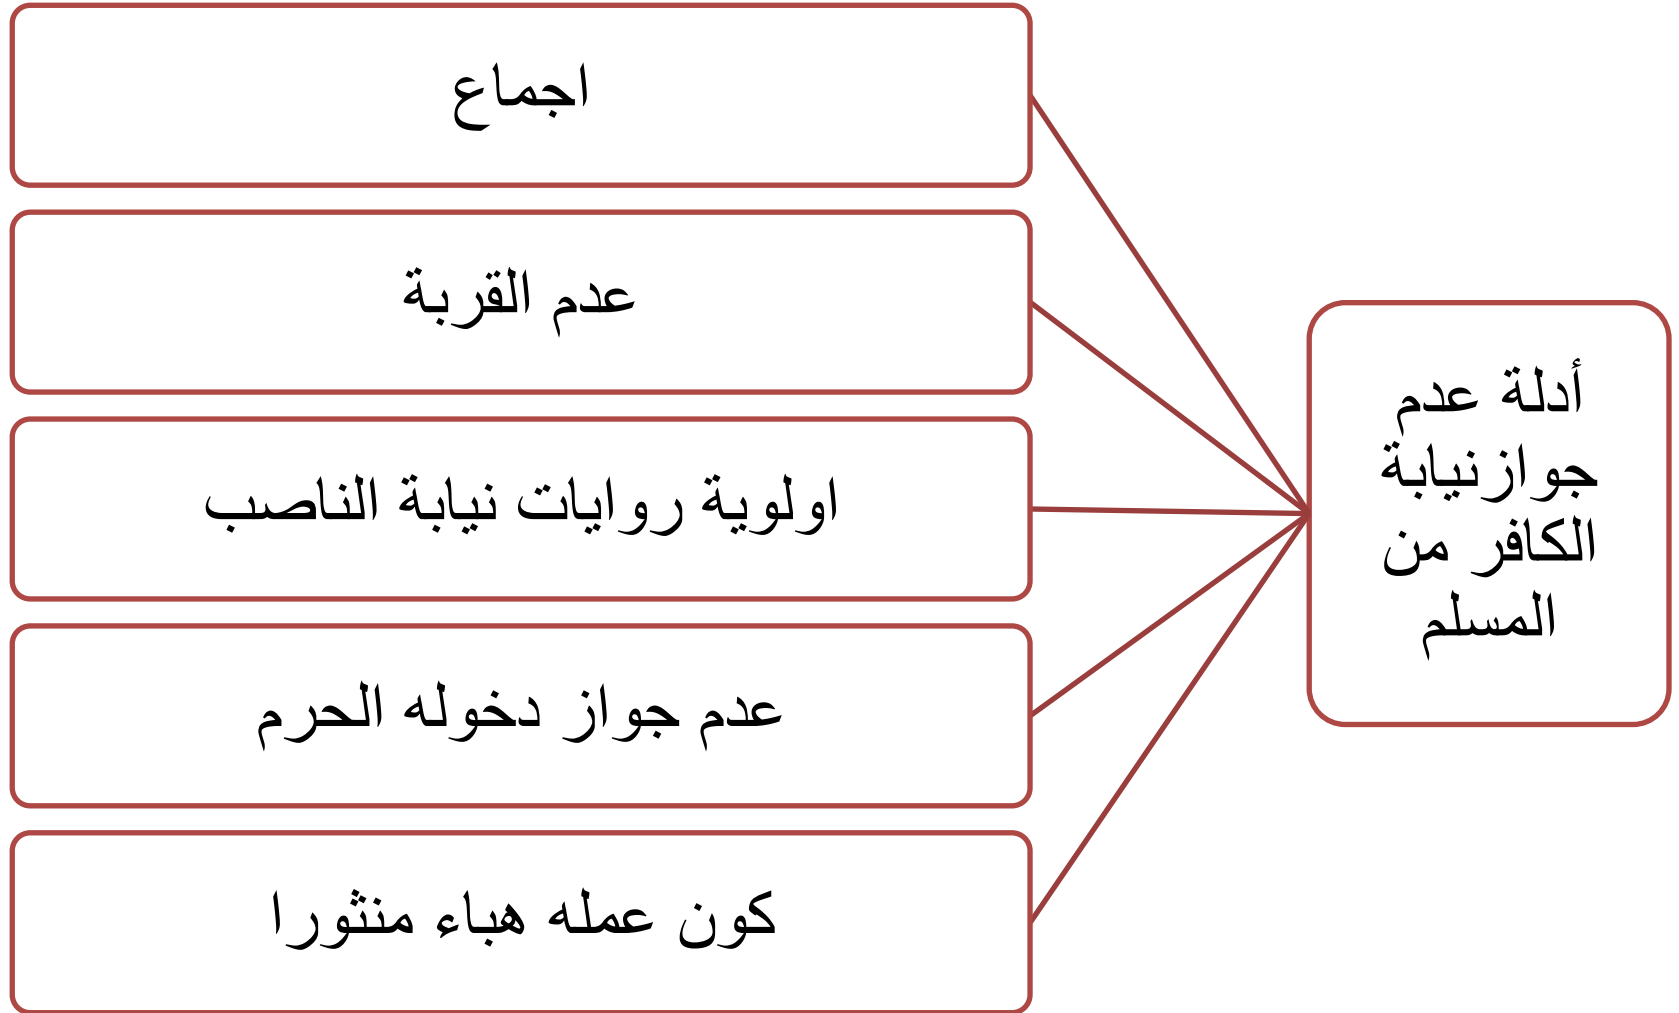 أدلة عدم
جوازنيابة
الكافر من
المسلم
اجماع
عدم القربة
اولوية روايات نيابة الناصب
عدم جواز دخوله الحرم
كون عمله هباء منثورا